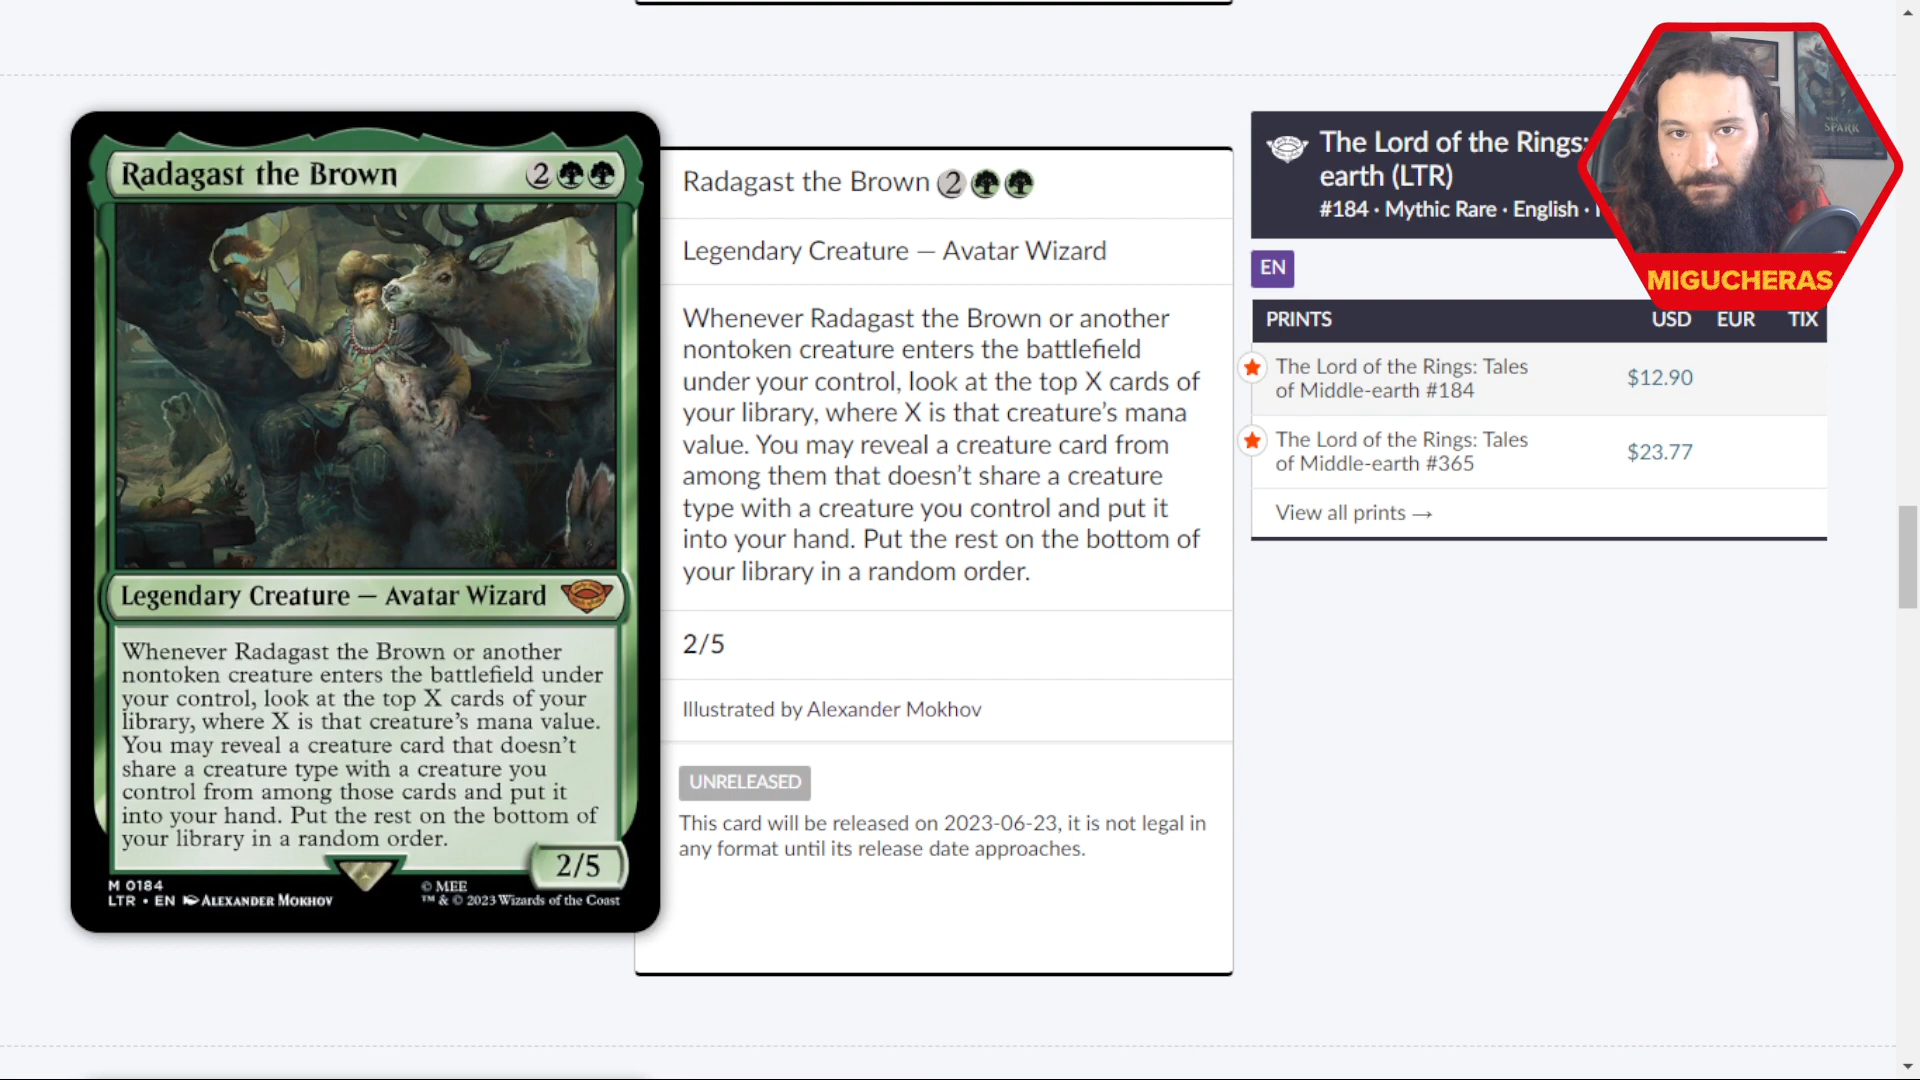 Radagast the Brown 2
Legendary Creature — Avatar Wizard
Whenever Radagast the Brown or another
nontoken creature enters the battlefield under
your control, look at the top X cards of your
library, where X is that creature's mana value.
You may reveal a creature card that doesn't
share a creature type with a creature you
control from among those cards and put it
into your hand. Put the rest on the bottom of
your library in a random order.
2/5
M 0184
LTR • EN ALEXANDER MOKHOV
© MEE
™ & © 2023 Wizards of the Coast
Radagast the Brown 2
Legendary Creature — Avatar Wizard
Whenever Radagast the Brown or another
nontoken creature enters the battlefield
under your control, look at the top X cards of
your library, where X is that creature's mana
value. You may reveal a creature card from
among them that doesn't share a creature
type with a creature you control and put it
into your hand. Put the rest on the bottom of
your library in a random order.
2/5
Illustrated by Alexander Mokhov
UNRELEASED
This card will be released on 2023-06-23, it is not legal in
any format until its release date approaches.
The Lord of the Rings:
earth (LTR)
#184 · Mythic Rare · English ·
EN
PRINTS USD EUR TIX
The Lord of the Rings: Tales
of Middle-earth #184 $12.90
The Lord of the Rings: Tales
of Middle-earth #365 $23.77
View all prints →
SPARK
MIGUCHERAS